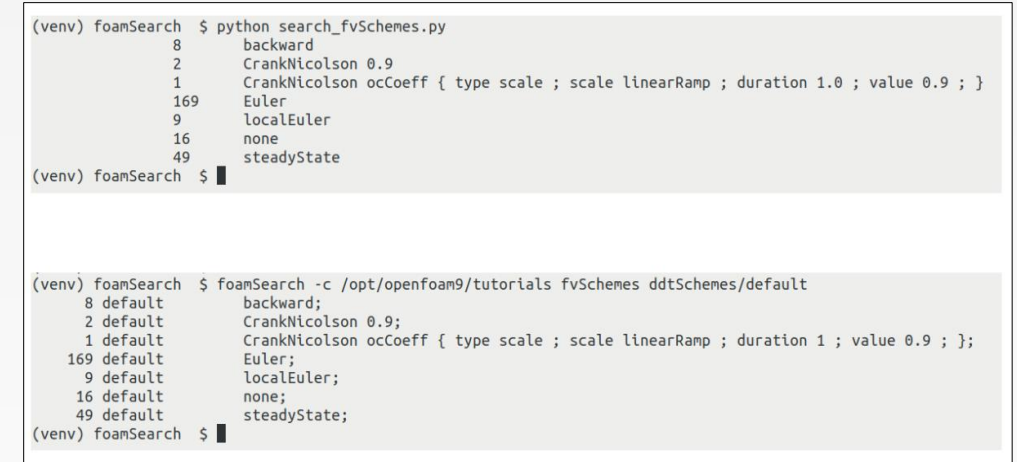 (venv) foamSearch $ python search_fvSchemes.py
8 backward
2 CrankNicolson 0.9
1 CrankNicolson ocCoeff { type scale ; scale linearRamp ; duration 1.0 ; value 0.9 ; }
169 Euler
9 localEuler
16 none
49 steadyState
(venv) foamSearch $
(venv) foamSearch $ foamSearch -c /opt/openfoam9/tutorials fvSchemes ddtSchemes/default
8 default backward;
2 default CrankNicolson 0.9;
1 default CrankNicolson ocCoeff { type scale ; scale linearRamp ; duration 1 ; value 0.9 ; };
169 default Euler;
9 default localEuler;
16 default none;
49 default steadyState;
(venv) foamSearch $